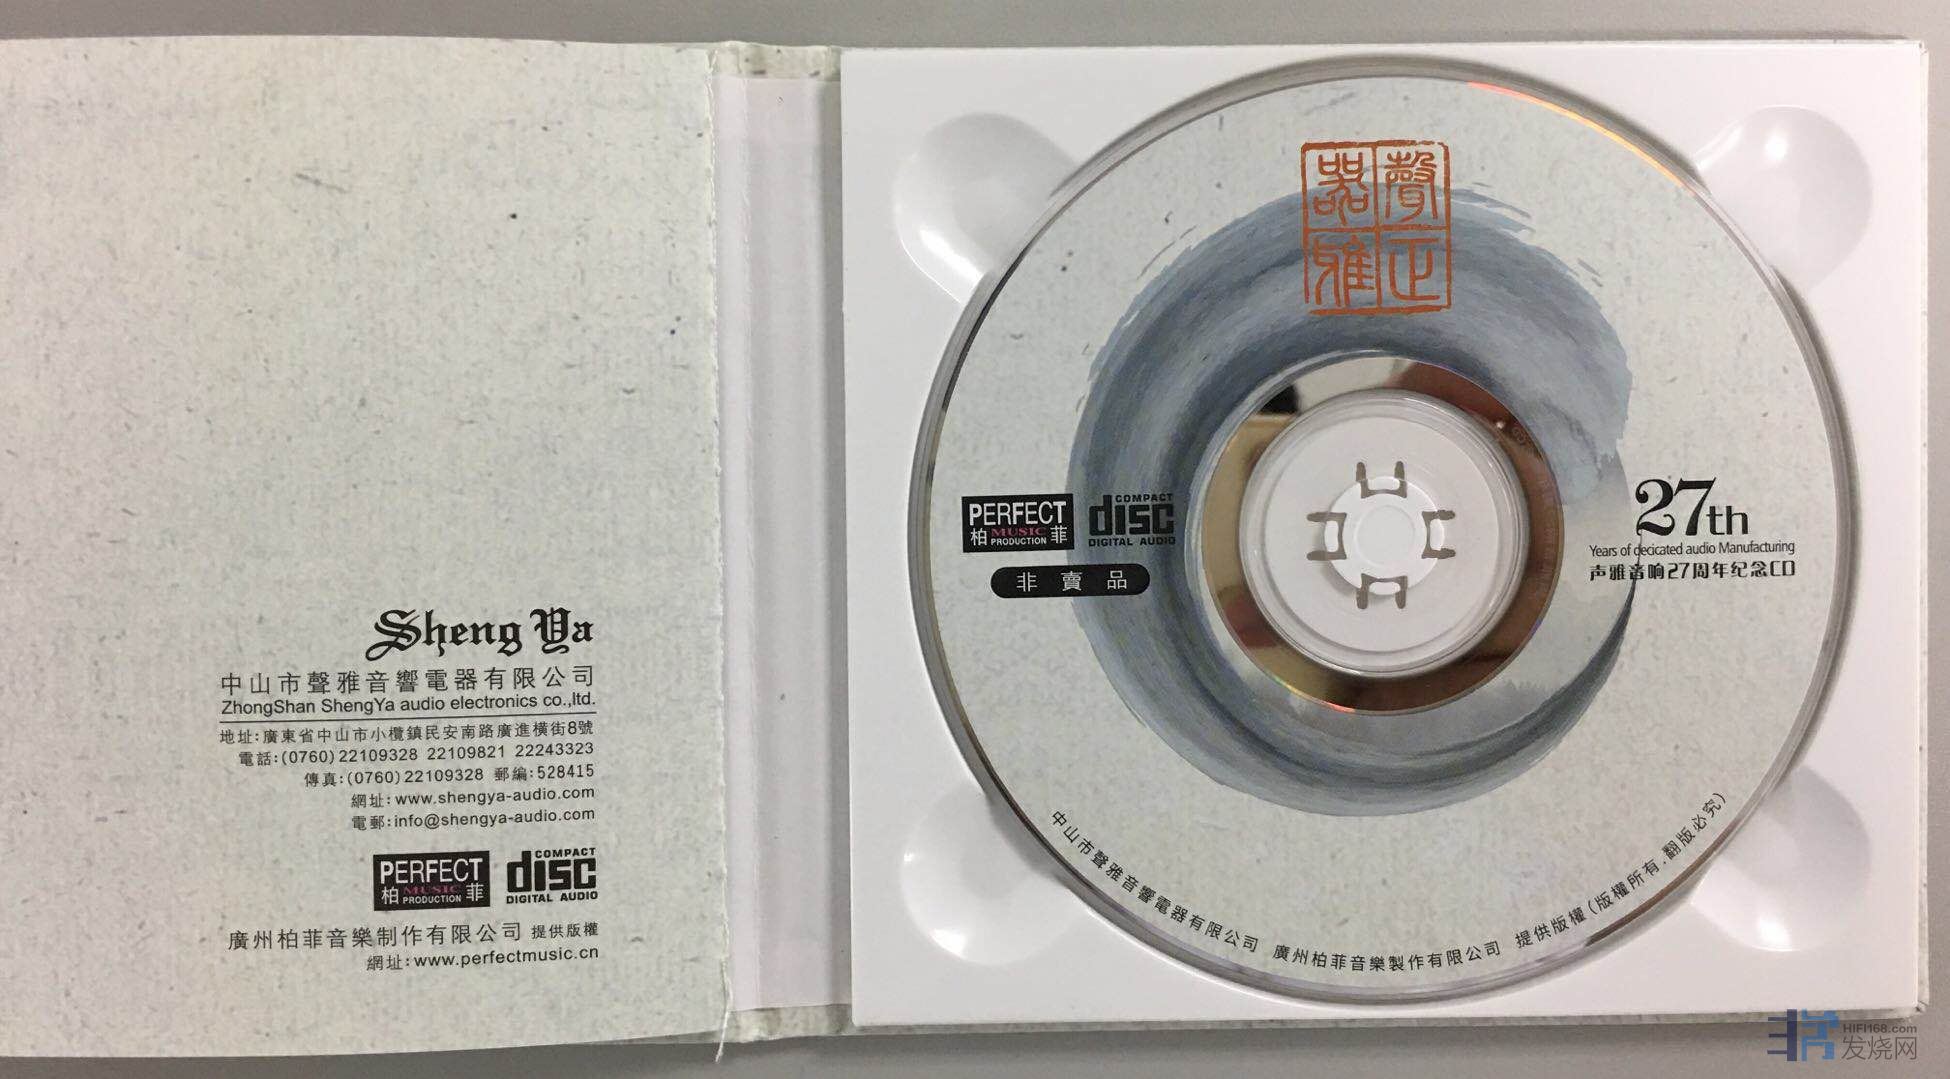 Sheng Ya
中山市聲雅音響電器有限公司
ZhongShan ShengYa audio electronics co.,ltd.
地址:廣東省中山市小欖鎮民安南路廣進橫街8號
電話:(0760)22109328 22109821 22243323
傳真:(0760)22109328 郵編:528415
網址:www.shengya-audio.com
電郵:info@shengya-audio.com
PERFECT
柏 MUSIC 菲
PRODUCTION
COMPACT
disc
DIGITAL AUDIO
廣州柏菲音樂制作有限公司 提供版權
網址:www.perfectmusic.cn
聲正
器雅
PERFECT
柏 MUSIC 菲
PRODUCTION
COMPACT
disc
DIGITAL AUDIO
非賣品
27th
Years of decicated audio Manufacturing
声雅音响27周年纪念CD
中山市聲雅音響電器有限公司 廣州柏菲音樂製作有限公司 提供版權(版權所有.翻版必究)
HIFI168.com
发烧网